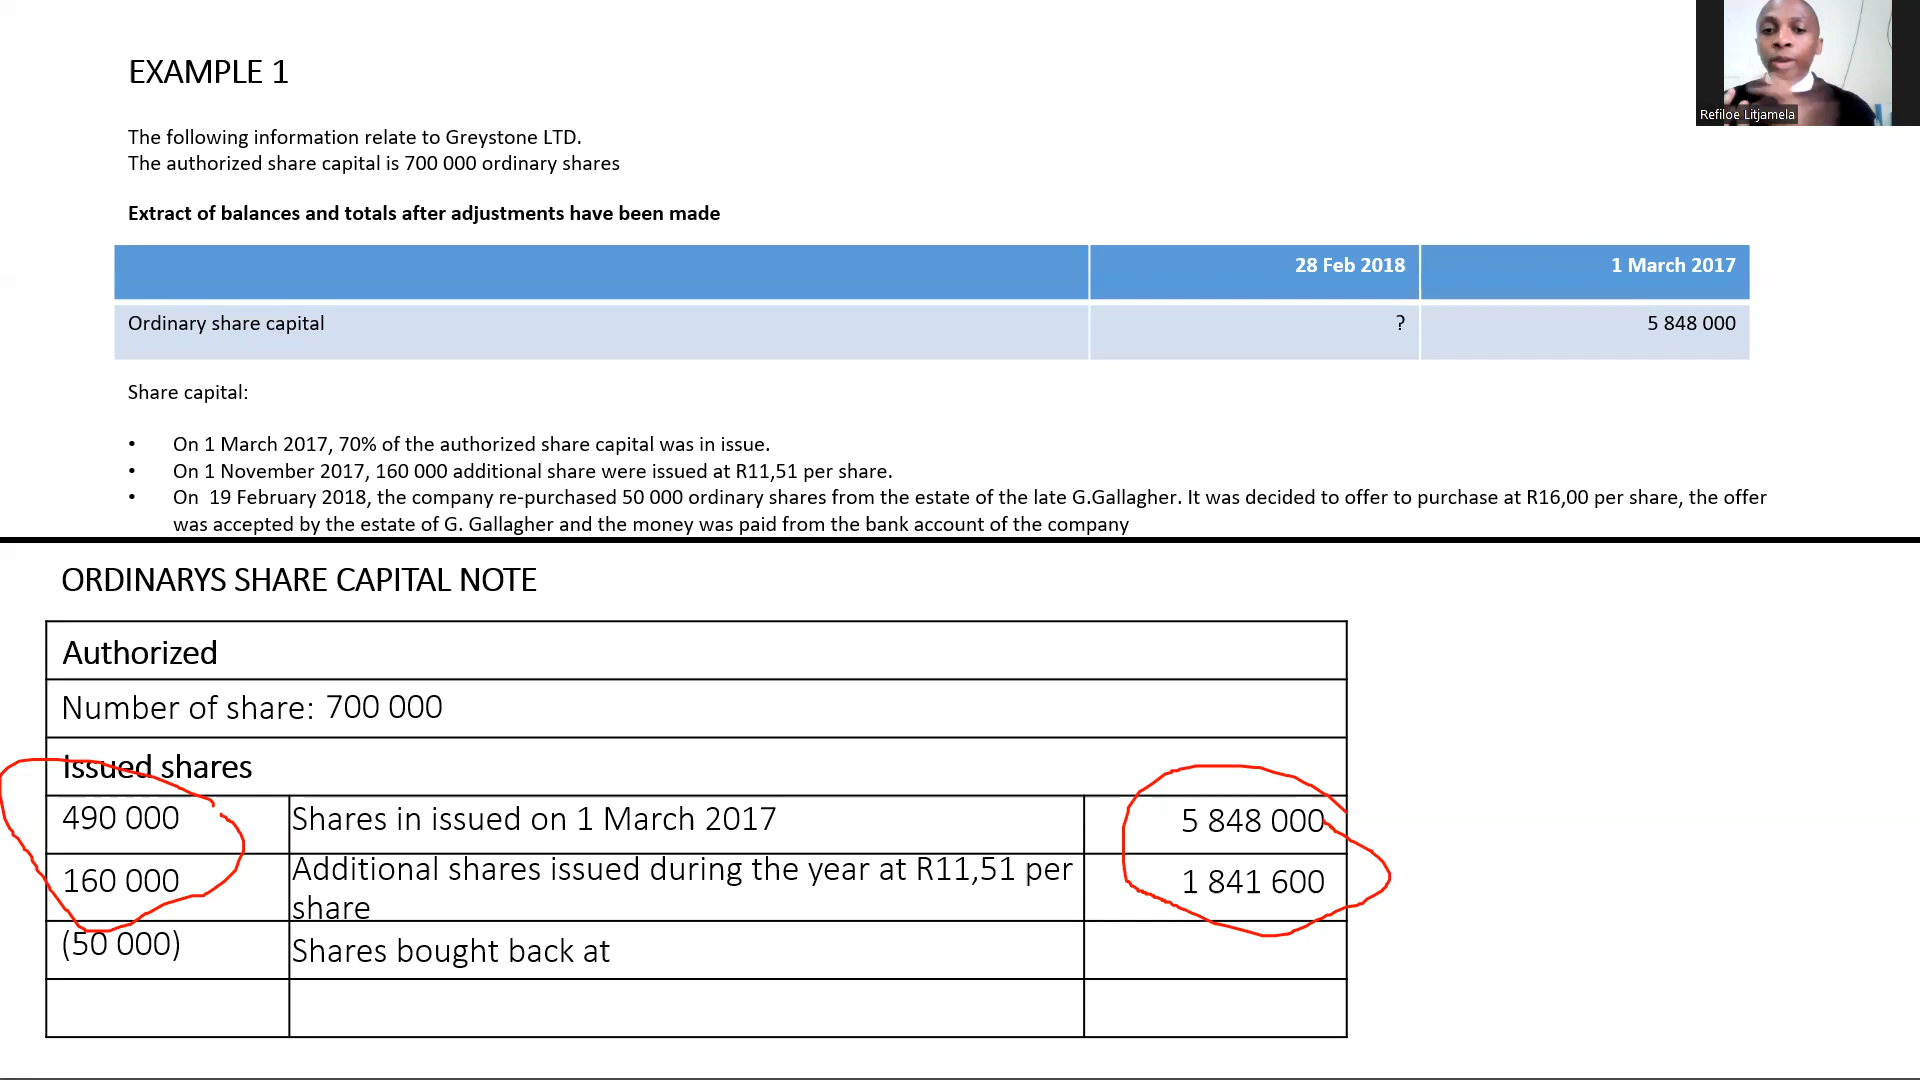 EXAMPLE 1
Refiloe Litjamela
The following information relate to Greystone LTD.
The authorized share capital is 700 000 ordinary shares
Extract of balances and totals after adjustments have been made
28 Feb 2018 1 March 2017
Ordinary share capital ? 5 848 000
Share capital:
• On 1 March 2017, 70% of the authorized share capital was in issue.
• On 1 November 2017, 160 000 additional share were issued at R11,51 per share.
• On 19 February 2018, the company re-purchased 50 000 ordinary shares from the estate of the late G.Gallagher. It was decided to offer to purchase at R16,00 per share, the offer
was accepted by the estate of G. Gallagher and the money was paid from the bank account of the company
ORDINARYS SHARE CAPITAL NOTE
Authorized
Number of share: 700 000
Issued shares
490 000 Shares in issued on 1 March 2017 5 848 000
160 000 Additional shares issued during the year at R11,51 per
share 1 841 600
(50 000) Shares bought back at